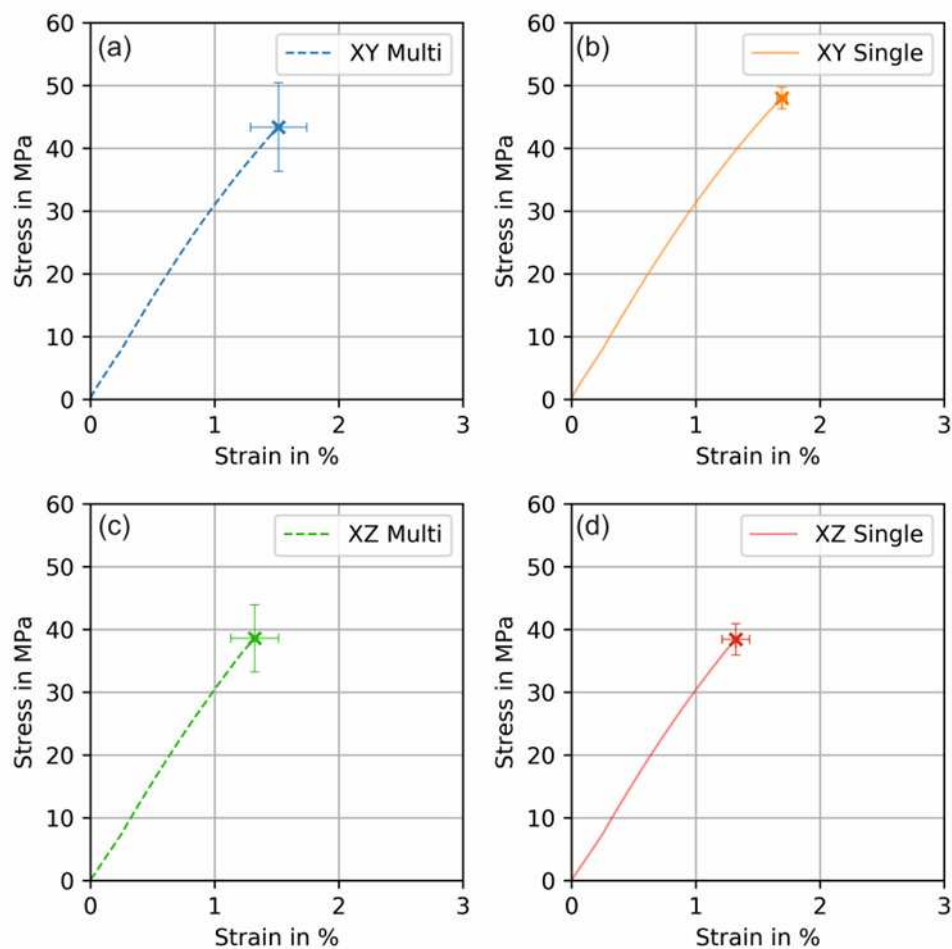 (a)
XY Multi
60
50
40
30
20
10
0
Stress in MPa
0 1 2 3
Strain in %
(b)
XY Single
60
50
40
30
20
10
0
Stress in MPa
0 1 2 3
Strain in %
(c)
XZ Multi
60
50
40
30
20
10
0
Stress in MPa
0 1 2 3
Strain in %
(d)
XZ Single
60
50
40
30
20
10
0
Stress in MPa
0 1 2 3
Strain in %